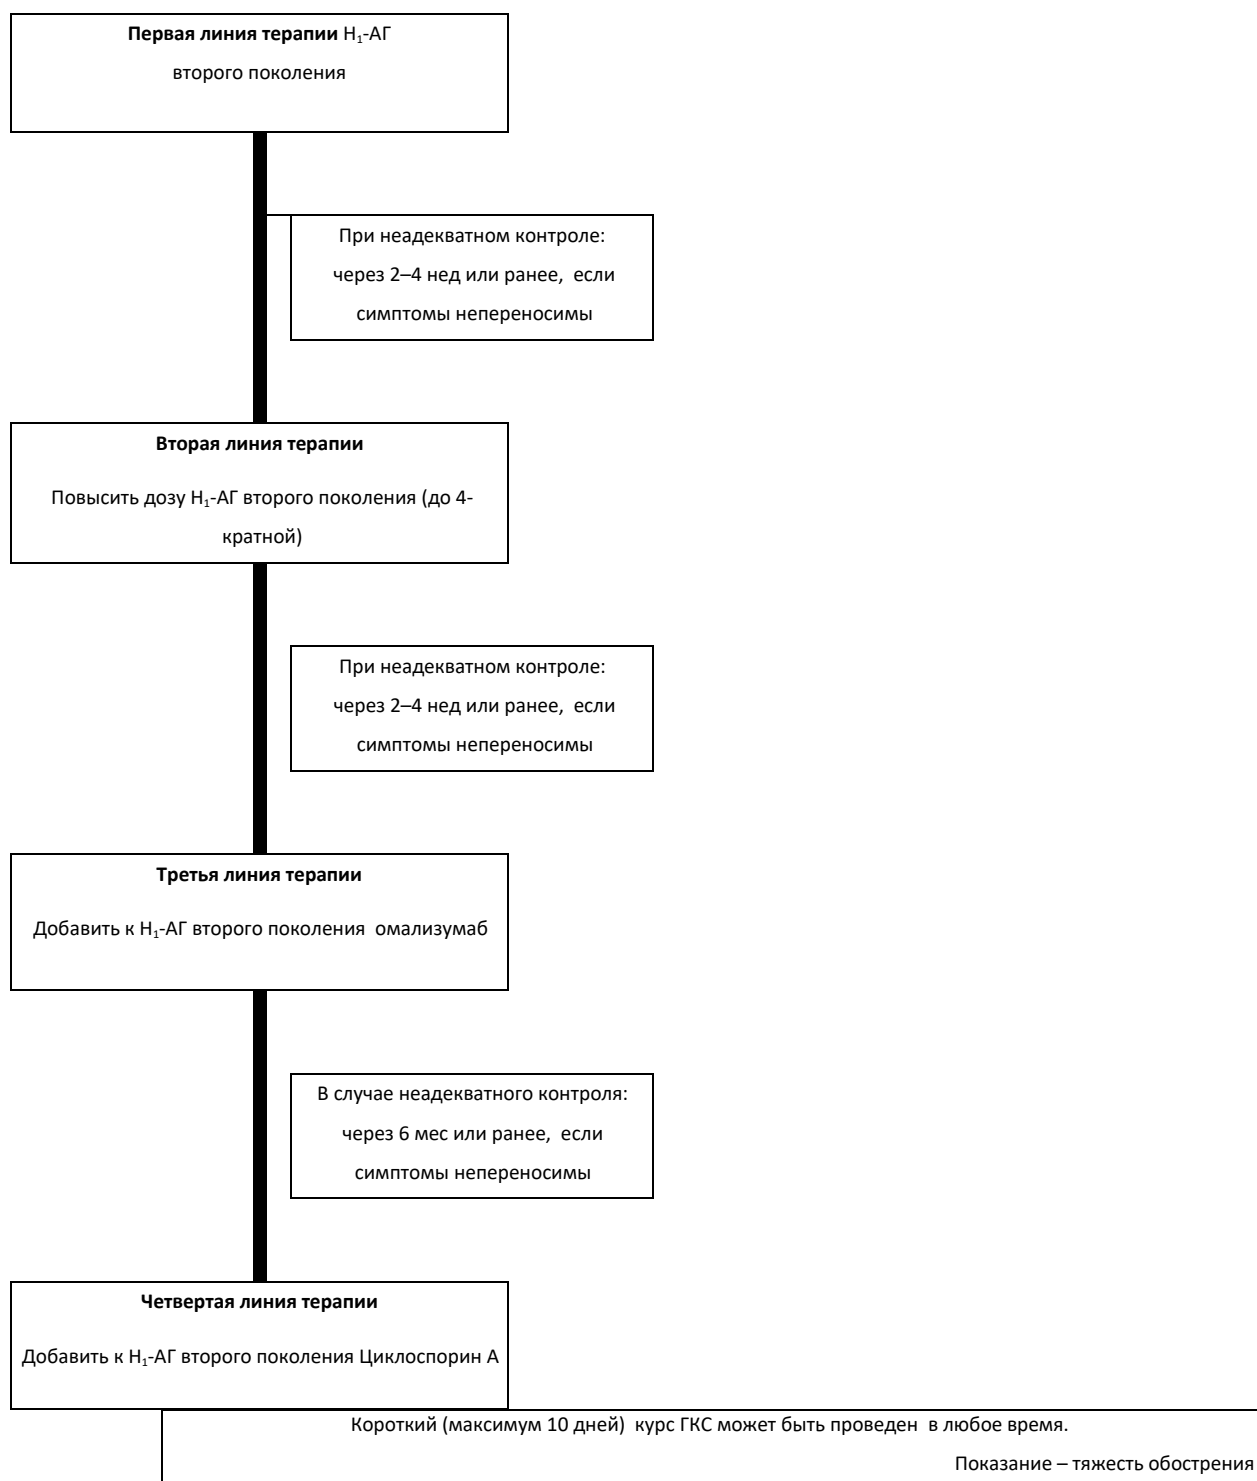 Первая линия терапии H₁-АГ
второго поколения
При неадекватном контроле:
через 2–4 нед или ранее, если
симптомы непереносимы
Вторая линия терапии
Повысить дозу H₁-АГ второго поколения (до 4-
кратной)
При неадекватном контроле:
через 2–4 нед или ранее, если
симптомы непереносимы
Третья линия терапии
Добавить к H₁-АГ второго поколения омализумаб
В случае неадекватного контроля:
через 6 мес или ранее, если
симптомы непереносимы
Четвертая линия терапии
Добавить к H₁-АГ второго поколения Циклоспорин А
Короткий (максимум 10 дней) курс ГКС может быть проведен в любое время.
Показание – тяжесть обострения